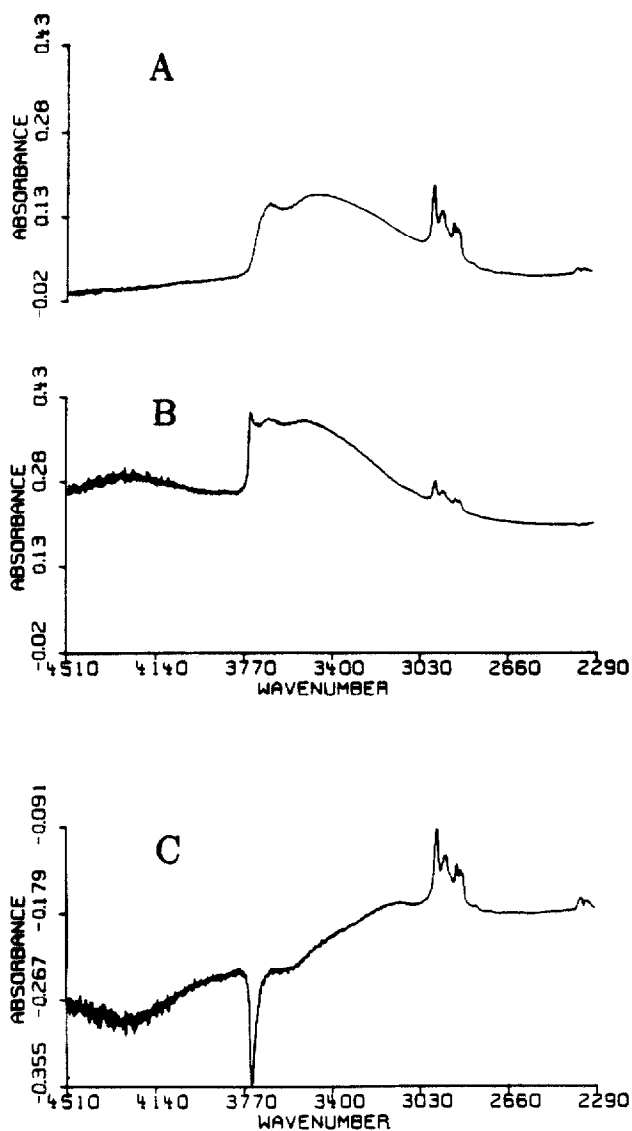 A
ABSORBANCE
0.43
0.28
0.13
-0.02
B
ABSORBANCE
0.43
0.28
0.13
-0.02
4510 4140 3770 3400 3030 2660 2290
WAVENUMBER
C
ABSORBANCE
-0.091
-0.179
-0.267
-0.355
4510 4140 3770 3400 3030 2660 2290
WAVENUMBER